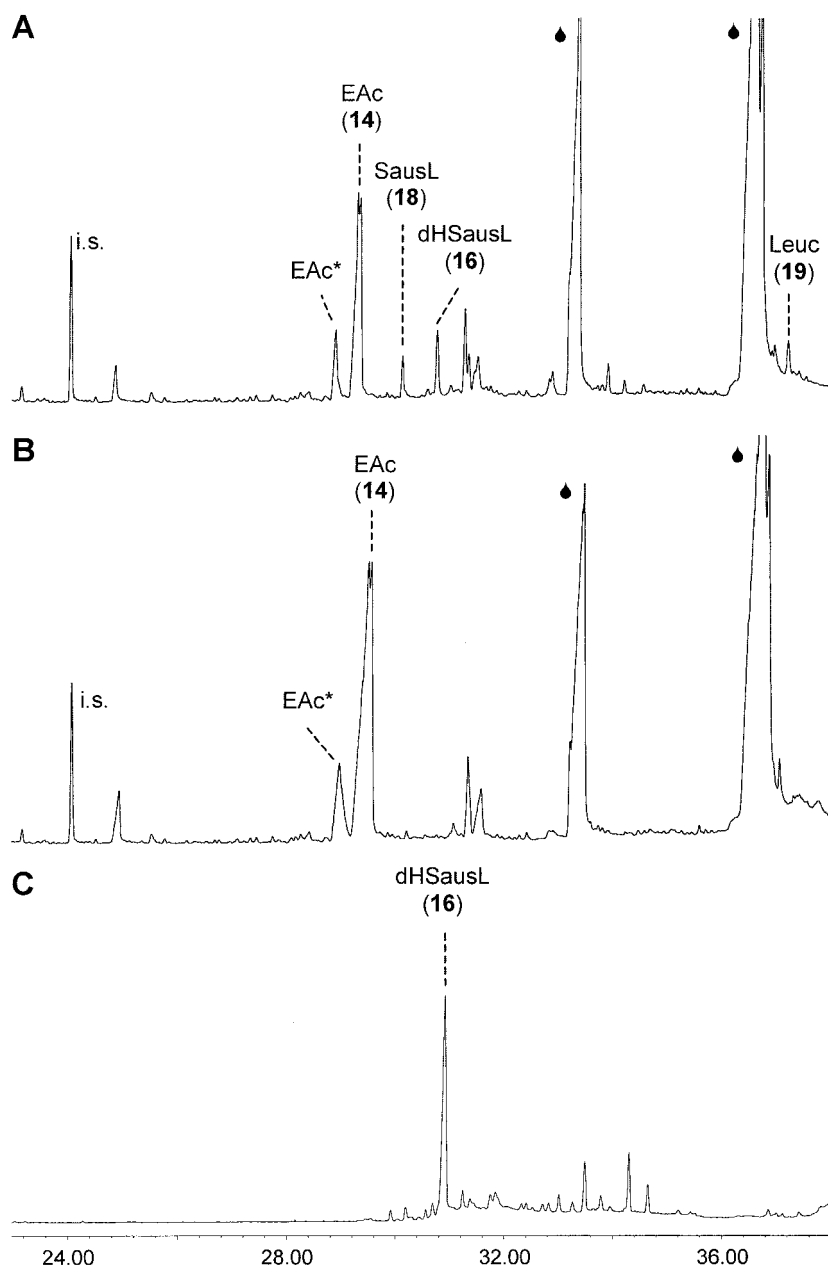 A
EAc
(14)
SausL
(18)
dHSausL
(16)
i.s.
EAc*
Leuc
(19)
B
EAc
(14)
i.s.
EAc*
C
dHSausL
(16)
24.00 28.00 32.00 36.00